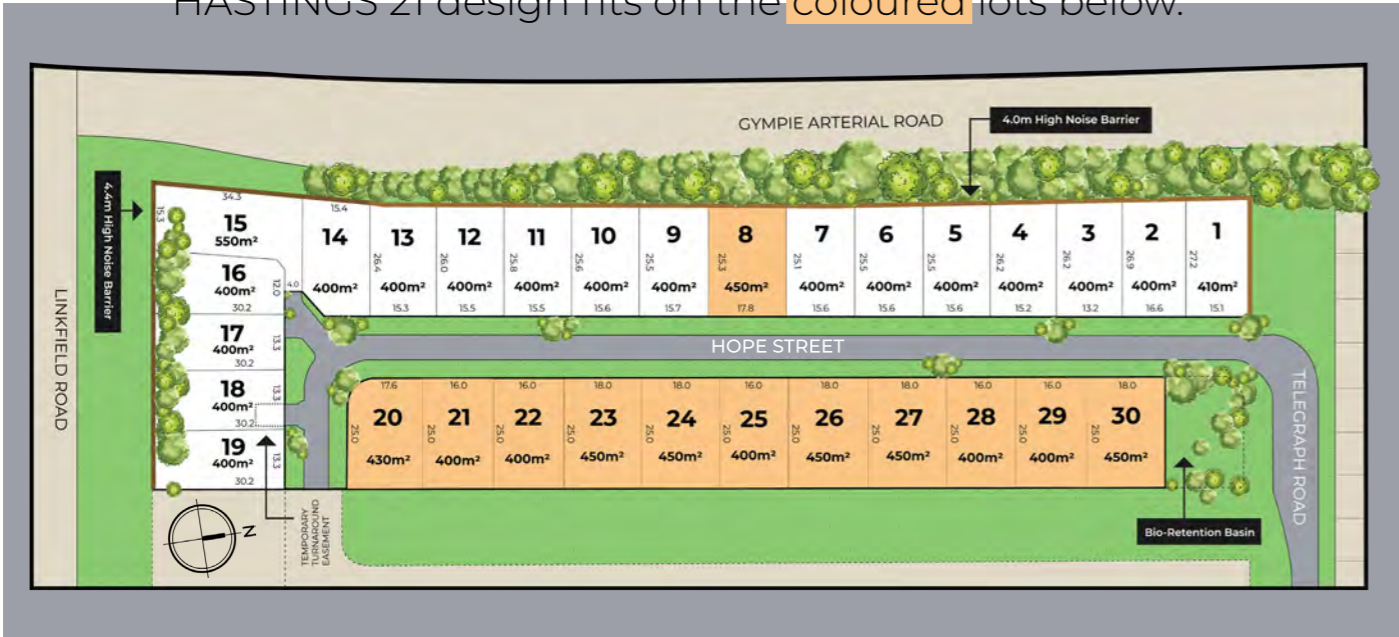 HASTINGS 21 design fits on the coloured lots below.
GYMPIE ARTERIAL ROAD
4.0m High Noise Barrier
4.4m High Noise Barrier
LINKFIELD ROAD
34.3
15.3
15
550m²
16
400m²
12.0
30.2
17
400m²
13.3
30.2
18
400m²
13.3
30.2
19
400m²
13.3
30.2
4.0
15.4
14
400m²
13
26.4
400m²
15.3
12
26.0
400m²
15.5
11
25.8
400m²
15.5
10
25.6
400m²
15.6
9
25.5
400m²
15.7
8
25.3
450m²
17.8
7
25.1
400m²
15.6
6
25.5
400m²
15.6
5
25.5
400m²
15.6
4
26.2
400m²
15.2
3
26.2
400m²
13.2
2
26.9
400m²
16.6
1
27.2
410m²
15.1
HOPE STREET
TELEGRAPH ROAD
17.6
20
25.0
430m²
16.0
21
25.0
400m²
16.0
22
25.0
400m²
18.0
23
25.0
450m²
18.0
24
25.0
450m²
16.0
25
25.0
400m²
18.0
26
25.0
450m²
18.0
27
25.0
450m²
16.0
28
25.0
400m²
16.0
29
25.0
400m²
18.0
30
25.0
450m²
N
TEMPORARY
TURNAROUND
EASEMENT
Bio-Retention Basin